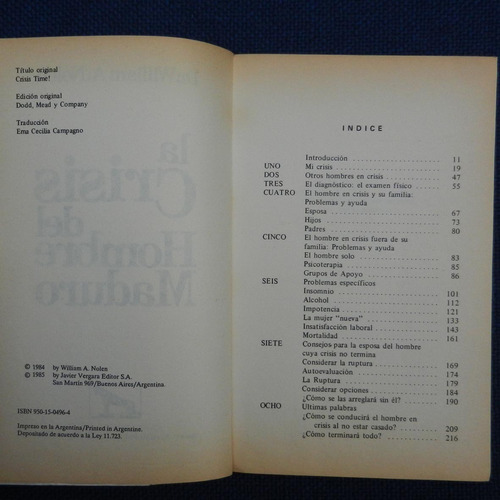 Título original
Crisis Time!
Edición original
Dodd, Mead y Company
Traducción
Ema Cecilia Campagno
la
Crisis
del
Hombre
Maduro
© 1984 by William A. Nolen
© 1985 by Javier Vergara Editor S.A.
San Martín 969/Buenos Aires/Argentina.
ISBN 950-15-0496-4
Impreso en la Argentina/Printed in Argentine.
Depositado de acuerdo a la Ley 11.723.
INDICE
Introducción 11
UNO Mi crisis 19
DOS Otros hombres en crisis 47
TRES El diagnóstico: el examen físico 55
CUATRO El hombre en crisis y su familia:
Problemas y ayuda
Esposa 67
Hijos 73
Padres 80
CINCO El hombre en crisis fuera de su
familia: Problemas y ayuda
El hombre solo 83
Psicoterapia 85
Grupos de Apoyo 86
SEIS Problemas específicos
Insomnio 101
Alcohol 112
Impotencia 121
La mujer "nueva" 133
Insatisfacción laboral 143
Mortalidad 161
SIETE Consejos para la esposa del hombre
cuya crisis no termina
Considerar la ruptura 169
Autoevaluación 174
La Ruptura 179
Considerar opciones 184
¿Cómo se las arreglará sin él? 190
OCHO Ultimas palabras
¿Cómo se conducirá el hombre en
crisis al no estar casado? 209
¿Cómo terminará todo? 216